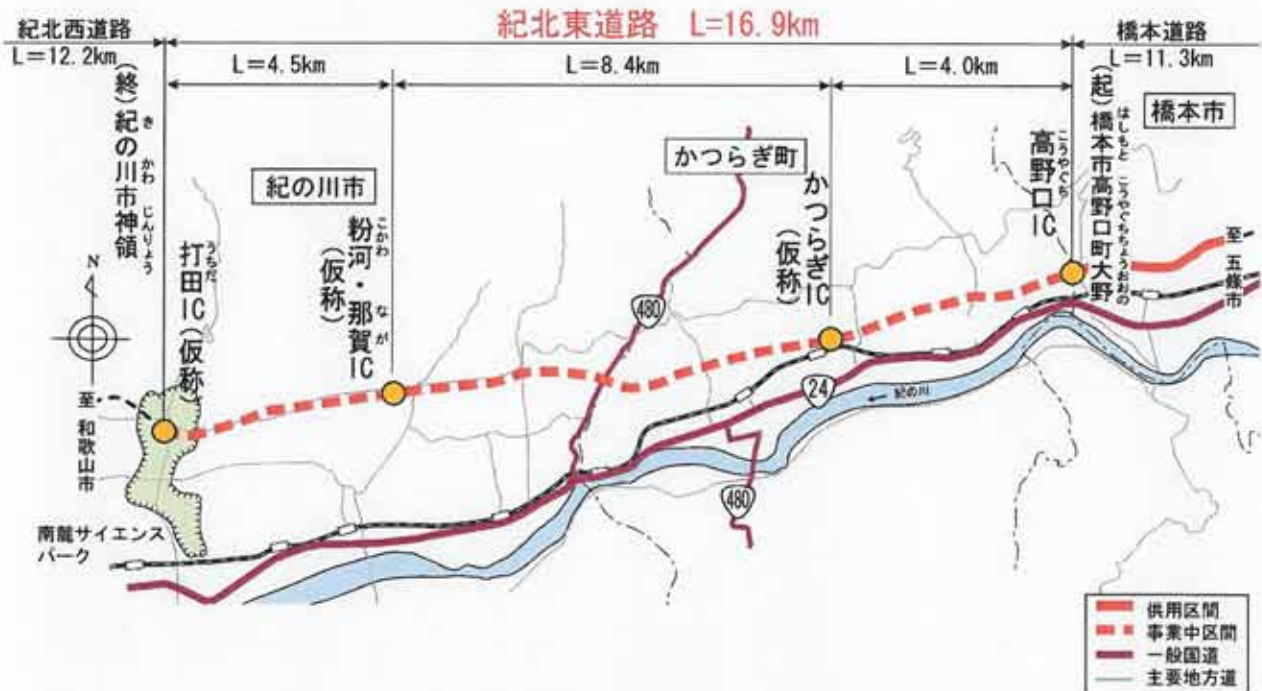 紀北東道路 L=16.9km
紀北西道路
L=12.2km
橋本道路
L=11.3km
L=4.5km
L=8.4km
L=4.0km
(終)紀の川市神領
き かわ じんりょう
紀の川市
かつらぎ町
橋本市
打田IC(仮称)
うちだ
粉河・那賀IC
こかわ なが
(仮称)
かつらぎIC
(仮称)
高野口IC
こうやぐち
(起)橋本市高野口町大野
はしもと こうやぐちちょうおおの
至 五條市
N
至 和歌山市
480
24
紀の川
480
南麓サイエンス
パーク
供用区間
事業中区間
一般国道
主要地方道